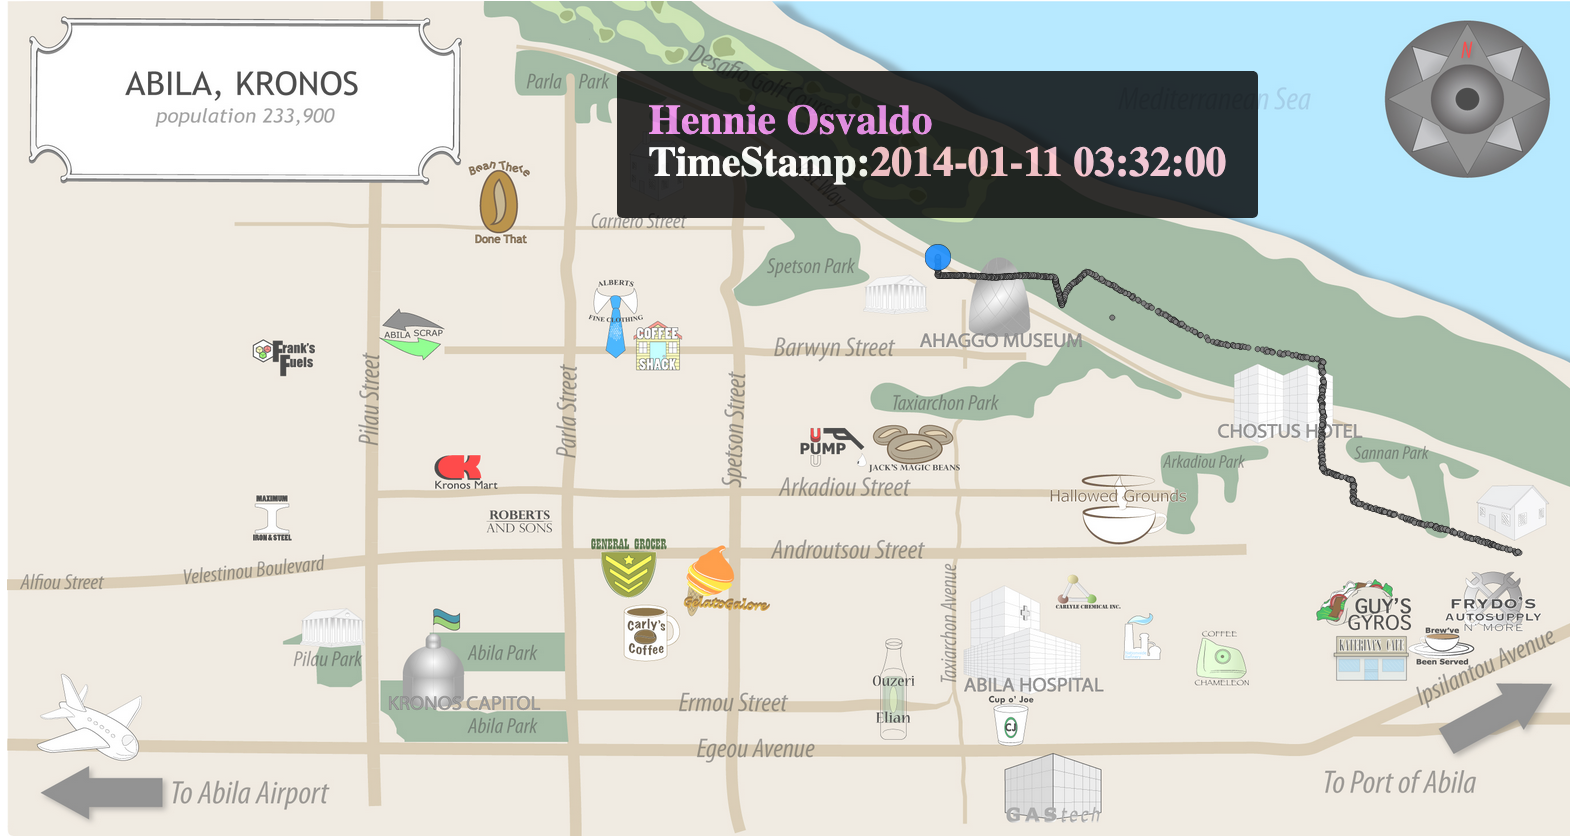 ABILA, KRONOS
population 233,900
Parla Park
Desafio Golf Course
Mediterranean Sea
N
Hennie Osvaldo
TimeStamp:2014-01-11 03:32:00
Way
Bean There
Done That
Carnero Street
Spetson Park
ALBERTS
FINE CLOTHING
COFFEE
SHACK
ABILA SCRAP
Frank's
Fuels
Barwyn Street
AHAGGO MUSEUM
Pilau Street
Parla Street
Spetson Street
Taxiarchon Park
CHOSTUS HOTEL
U
PUMP
U
JACK'S MAGIC BEANS
Arkadiou Park
Sannan Park
Kronos Mart
Arkadiou Street
Hallowed Grounds
MAXIMUM
IRON & STEEL
ROBERTS
AND SONS
GENERAL GROCER
GelatoGalore
Androutsou Street
Alfiou Street
Velestinou Boulevard
Taxiarchon Avenue
CARLYLE CHEMICAL INC.
GUY'S
GYROS
FRYDO'S
AUTOSUPPLY
N' MORE
Carly's
Coffee
COFFEE
CHAMELEON
KATERINA'S CAFÉ
Brew've
Been Served
Pilau Park
Abila Park
KRONOS CAPITOL
Abila Park
Ermou Street
Ouzeri
Elian
ABILA HOSPITAL
Cup o' Joe
CJ
Ipsilantou Avenue
Egeou Avenue
To Abila Airport
GAStech
To Port of Abila